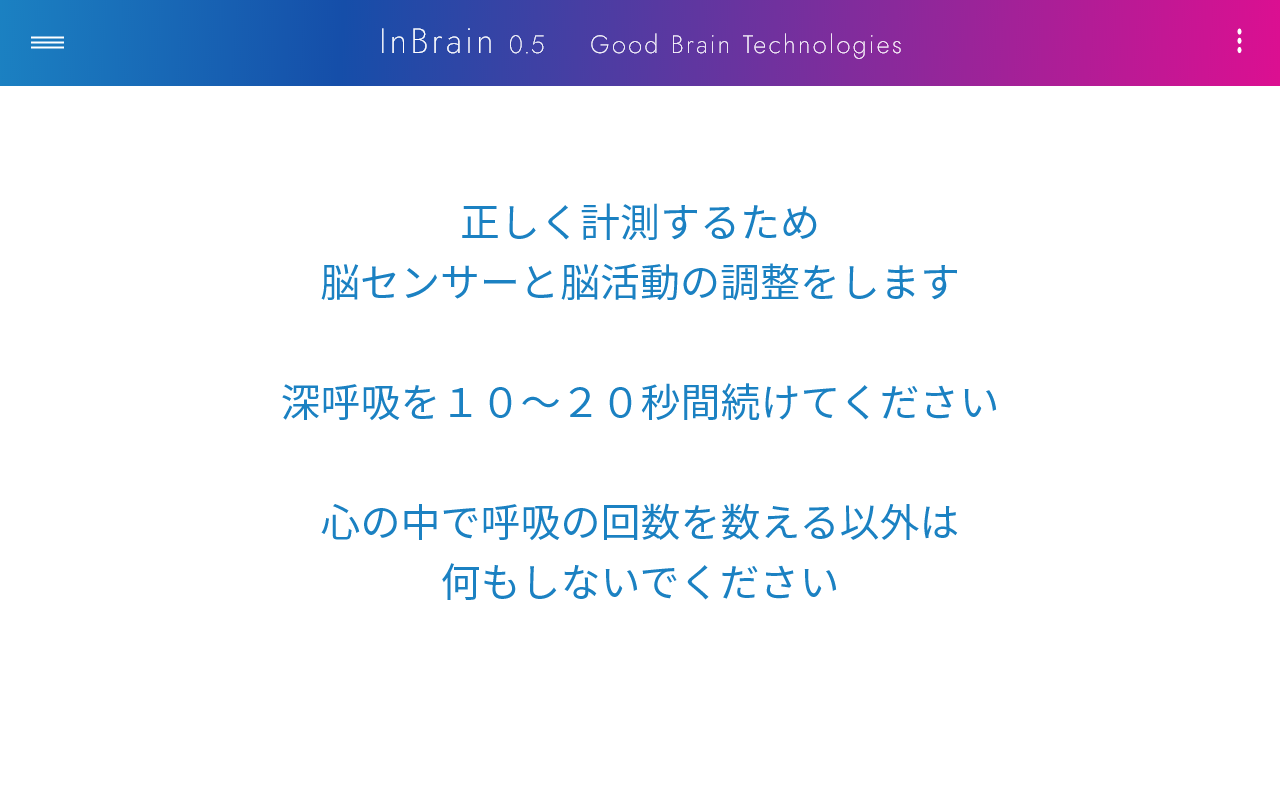 InBrain 0.5 Good Brain Technologies
正しく計測するため
脳センサーと脳活動の調整をします
深呼吸を１０～２０秒間続けてください
心の中で呼吸の回数を数える以外は
何もしないでください